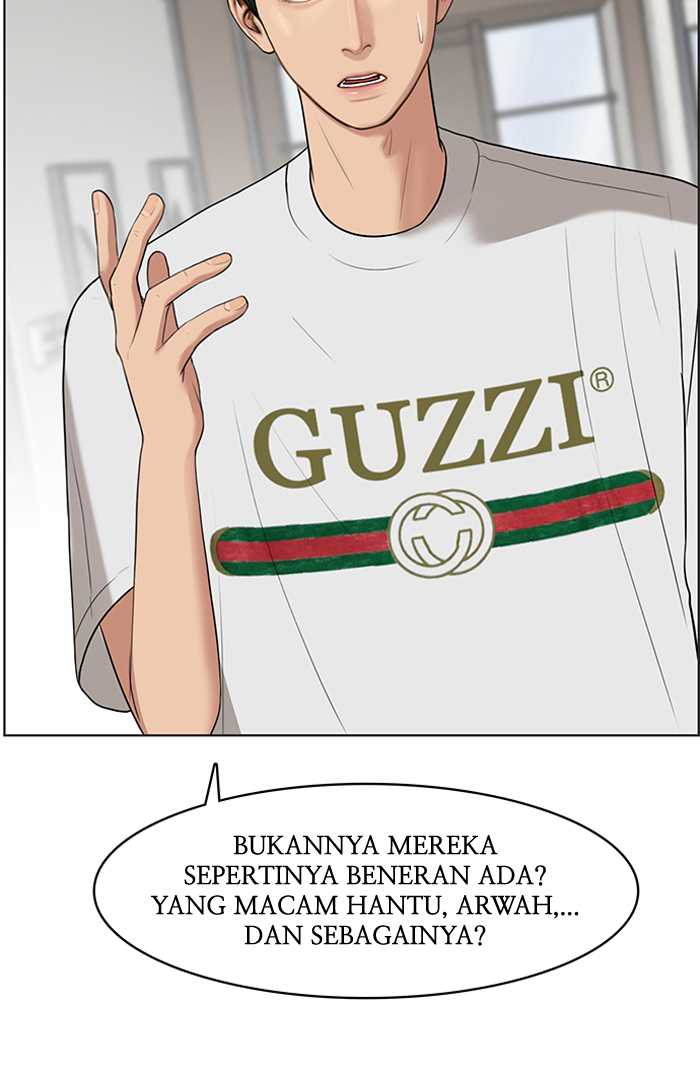 GUZZI®
BUKANNYA MEREKA
SEPERTINYA BENERAN ADA?
YANG MACAM HANTU, ARWAH,...
DAN SEBAGAINYA?